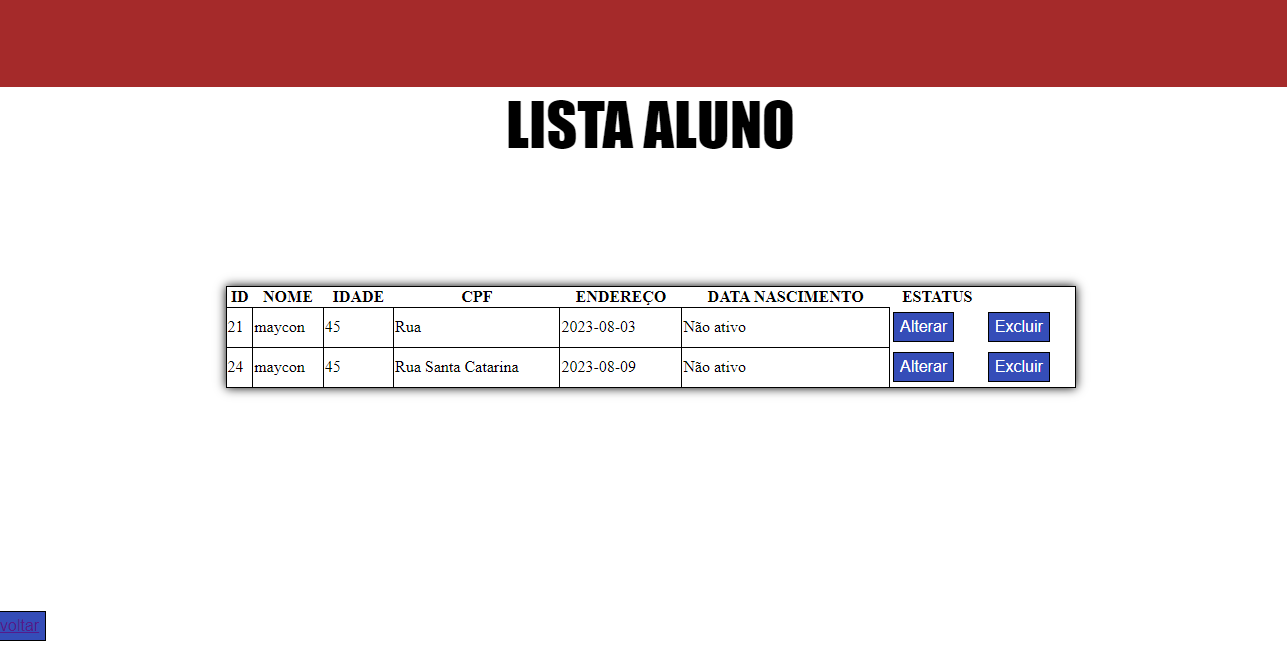 LISTA ALUNO
ID NOME IDADE CPF ENDEREÇO DATA NASCIMENTO ESTATUS
21 maycon 45 Rua 2023-08-03 Não ativo Alterar Excluir
24 maycon 45 Rua Santa Catarina 2023-08-09 Não ativo Alterar Excluir
voltar